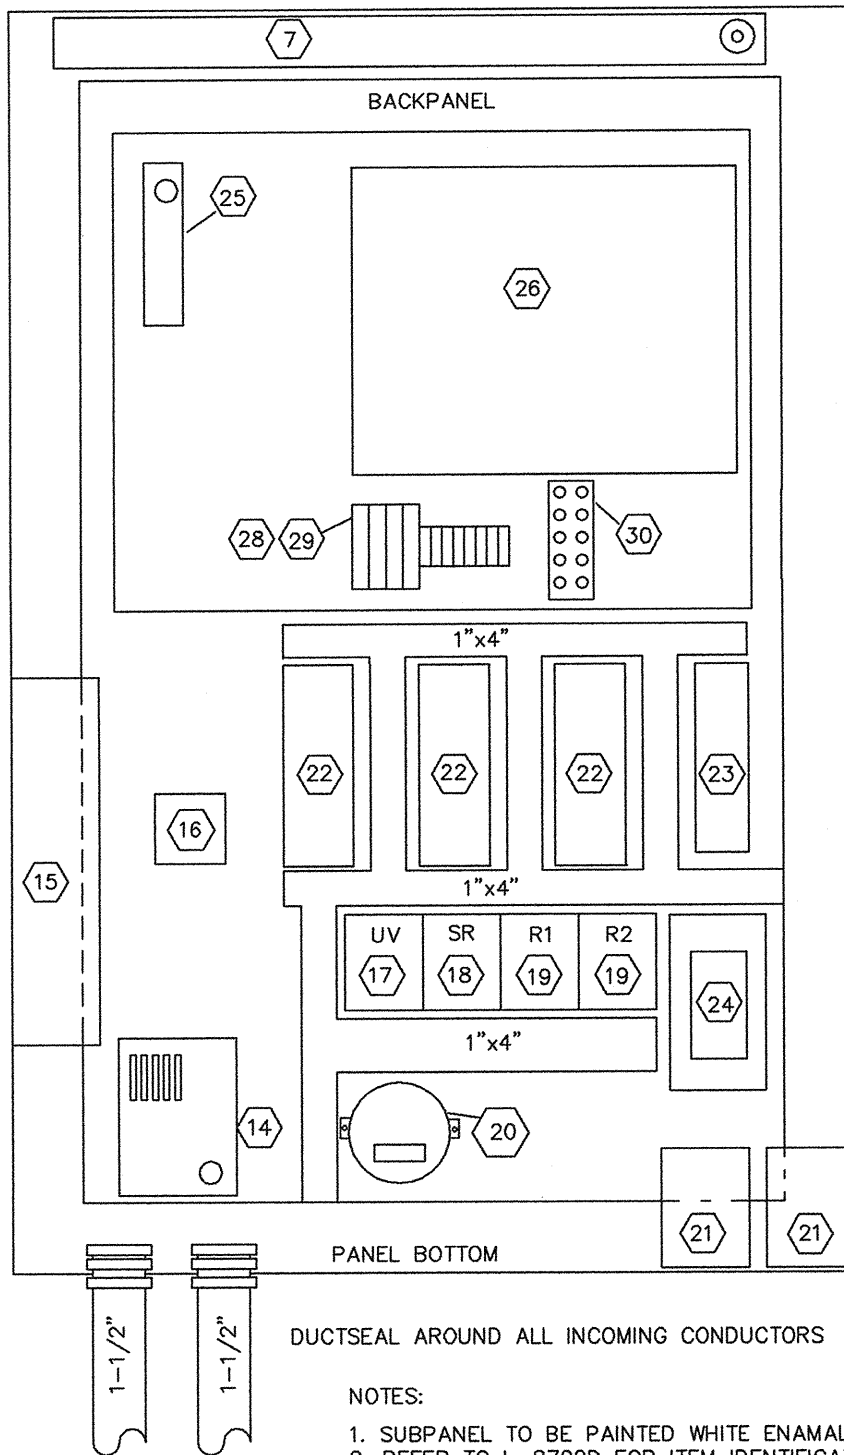 7
BACKPANEL
25
26
28 29
30
1"x4"
22 22 22 23
16
15
1"x4"
UV SR R1 R2
17 18 19 19
24
1"x4"
14
20
21 21
PANEL BOTTOM
1-1/2" 1-1/2"
DUCTSEAL AROUND ALL INCOMING CONDUCTORS
NOTES:
1. SUBPANEL TO BE PAINTED WHITE ENAMAL